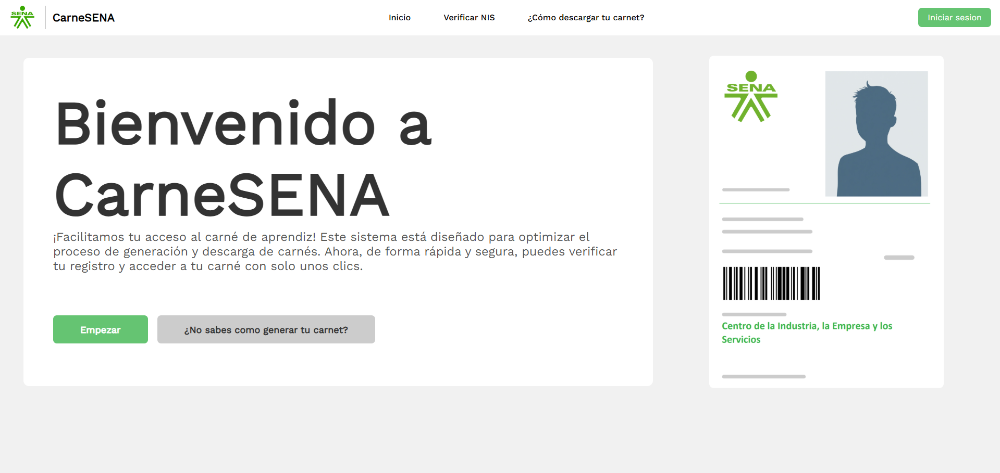 SENA
CarneSENA
Inicio
Verificar NIS
¿Cómo descargar tu carnet?
Iniciar sesion
Bienvenido a
CarneSENA
¡Facilitamos tu acceso al carné de aprendiz! Este sistema está diseñado para optimizar el
proceso de generación y descarga de carnés. Ahora, de forma rápida y segura, puedes verificar
tu registro y acceder a tu carné con solo unos clics.
Empezar
¿No sabes como generar tu carnet?
SENA
Centro de la Industria, la Empresa y los
Servicios